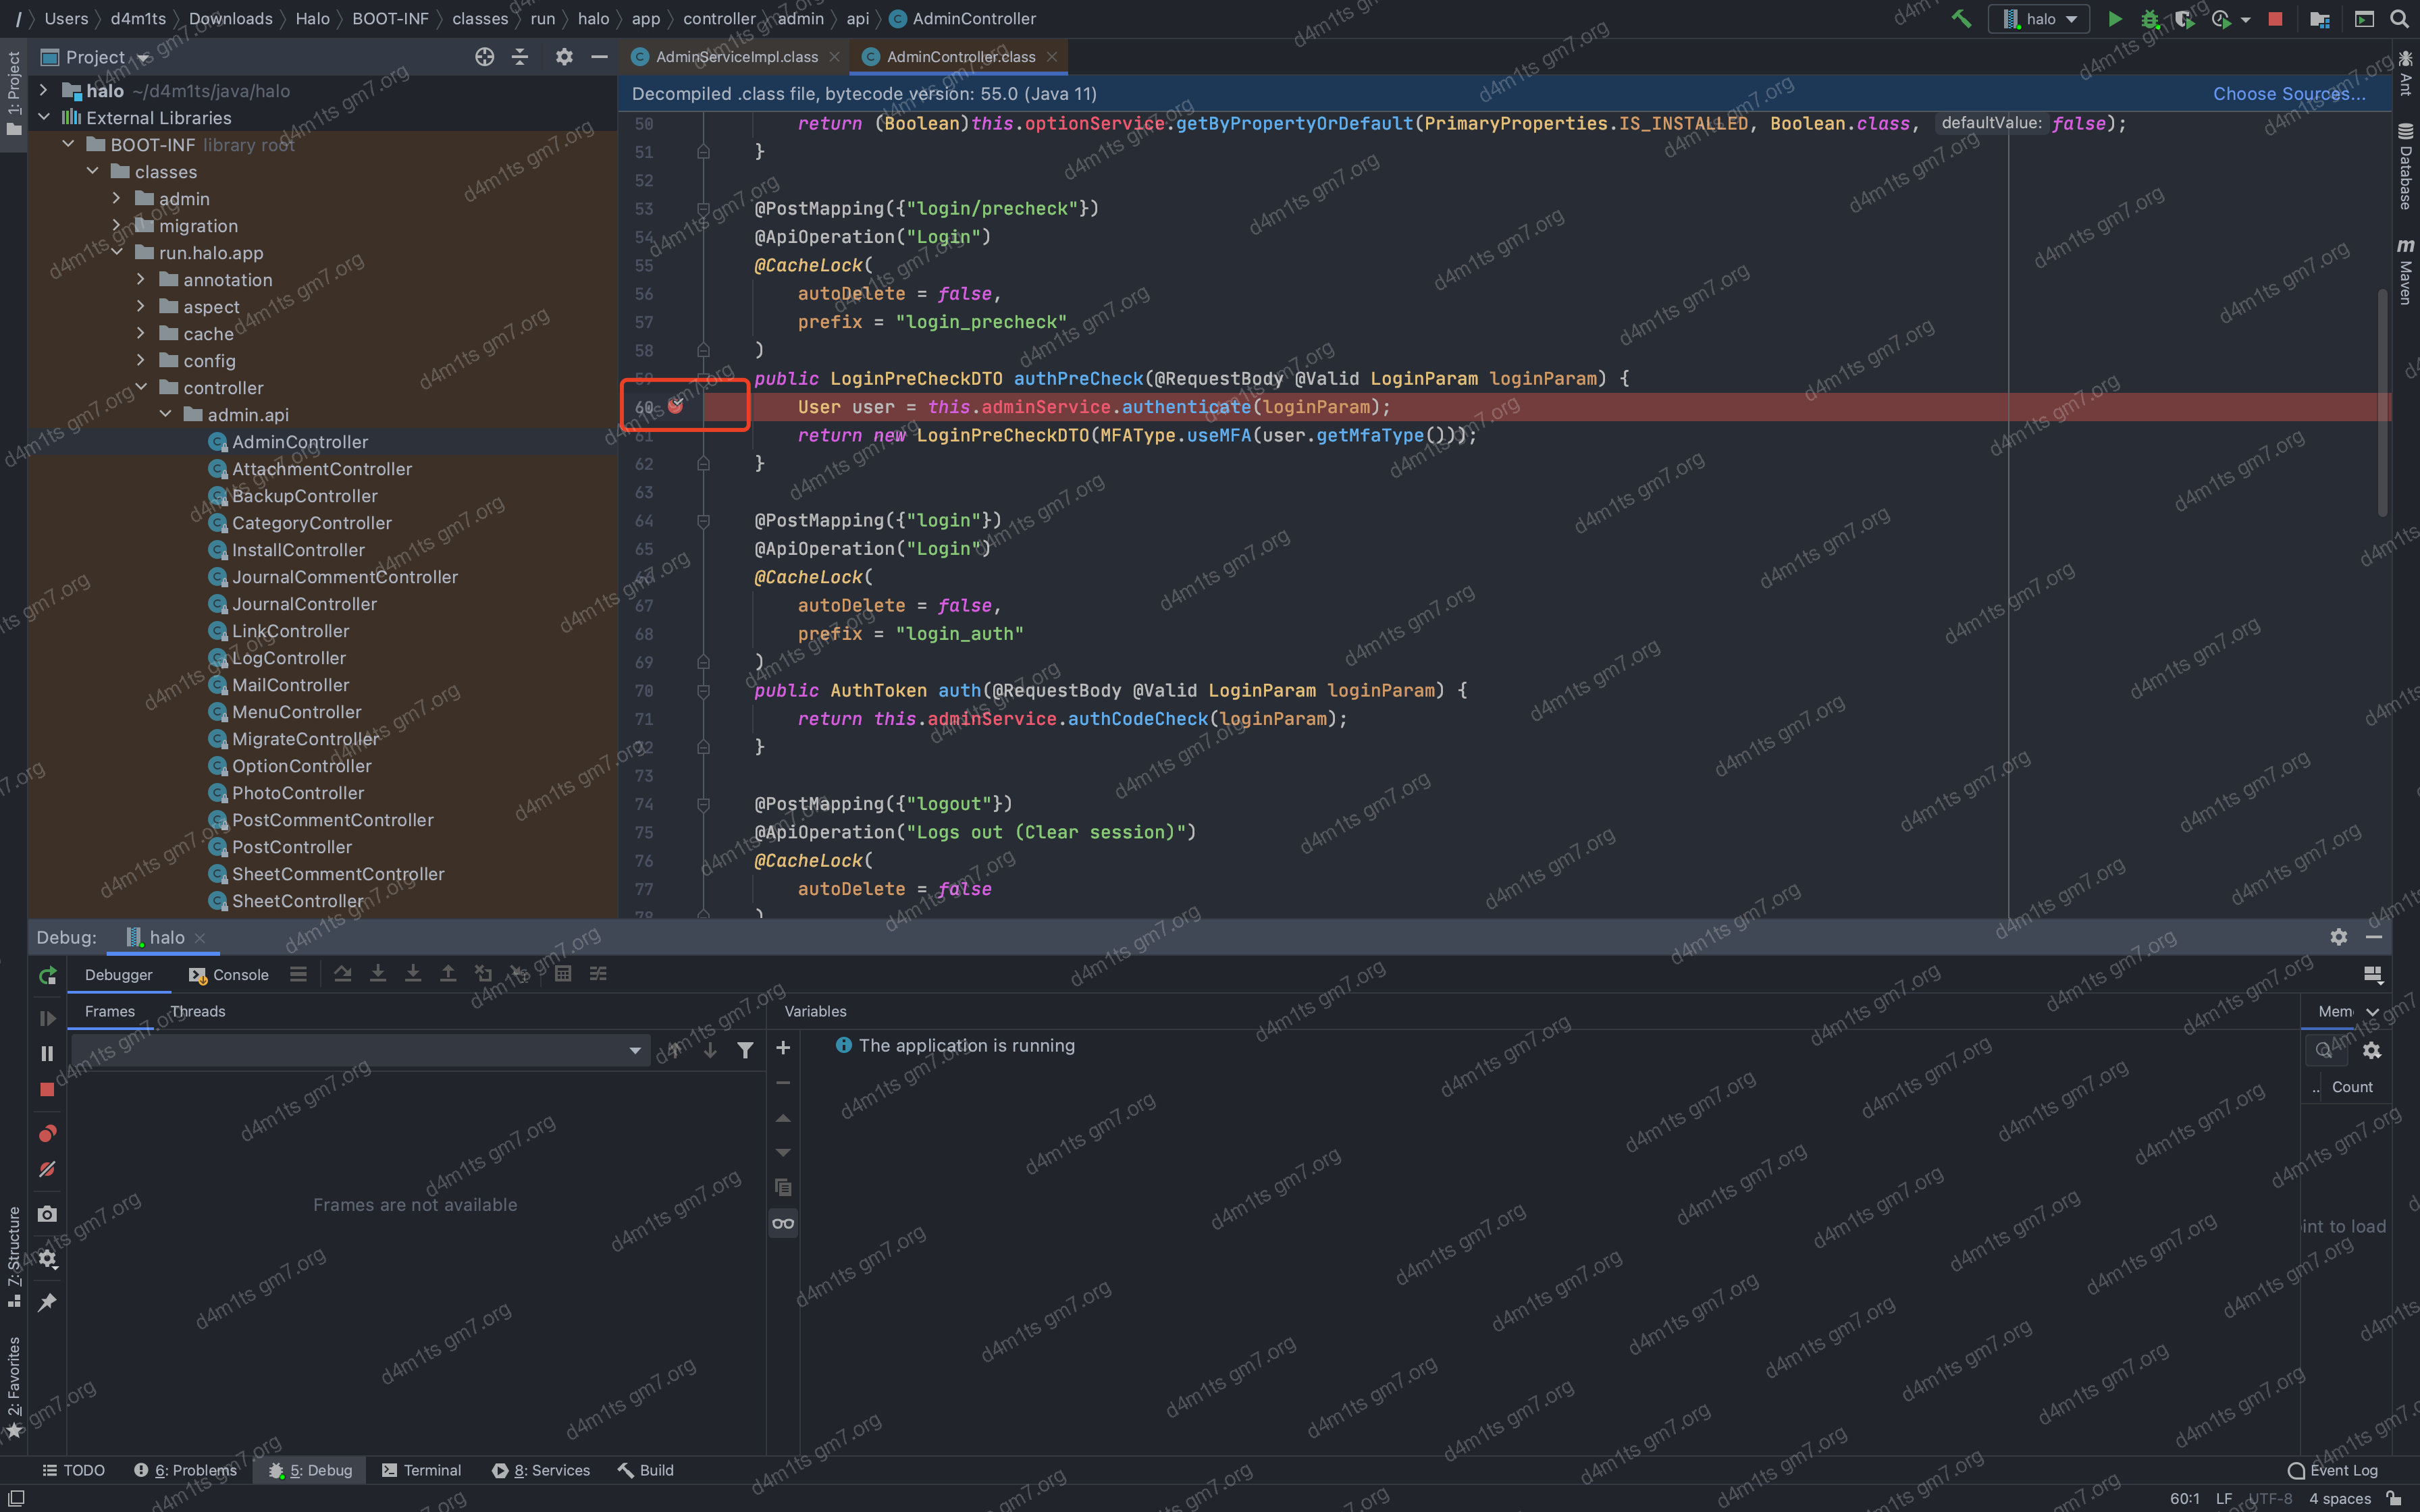 / Users d4m1ts Downloads Halo BOOT-INF classes run halo app controller admin api AdminController
halo
1: Project
Project
AdminServiceImpl.class
AdminController.class
halo ~/d4m1ts/java/halo
External Libraries
BOOT-INF library root
classes
admin
migration
run.halo.app
annotation
aspect
cache
config
controller
admin.api
AdminController
AttachmentController
BackupController
CategoryController
InstallController
JournalCommentController
JournalController
LinkController
LogController
MailController
MenuController
MigrateController
OptionController
PhotoController
PostCommentController
PostController
SheetCommentController
SheetController
Decompiled .class file, bytecode version: 55.0 (Java 11)
Choose Sources...
50 return (Boolean)this.optionService.getByPropertyOrDefault(PrimaryProperties.IS_INSTALLED, Boolean.class, defaultValue: false);
51 }
52
53 @PostMapping({"login/precheck"})
54 @ApiOperation("Login")
55 @CacheLock(
56 autoDelete = false,
57 prefix = "login_precheck"
58 )
59 public LoginPreCheckDTO authPreCheck(@RequestBody @Valid LoginParam loginParam) {
60 User user = this.adminService.authenticate(loginParam);
61 return new LoginPreCheckDTO(MFAType.useMFA(user.getMfaType()));
62 }
63
64 @PostMapping({"login"})
65 @ApiOperation("Login")
66 @CacheLock(
67 autoDelete = false,
68 prefix = "login_auth"
69 )
70 public AuthToken auth(@RequestBody @Valid LoginParam loginParam) {
71 return this.adminService.authCodeCheck(loginParam);
72 }
73
74 @PostMapping({"logout"})
75 @ApiOperation("Logs out (Clear session)")
76 @CacheLock(
77 autoDelete = false
78 )
Ant
Database
m Maven
Debug: halo
Debugger
Console
Frames
Threads
Variables
Mem
The application is running
Count
Frames are not available
int to load
7: Structure
2: Favorites
TODO
6: Problems
5: Debug
Terminal
8: Services
Build
Event Log
60:1 LF UTF-8 4 spaces
d4m1ts gm7.org